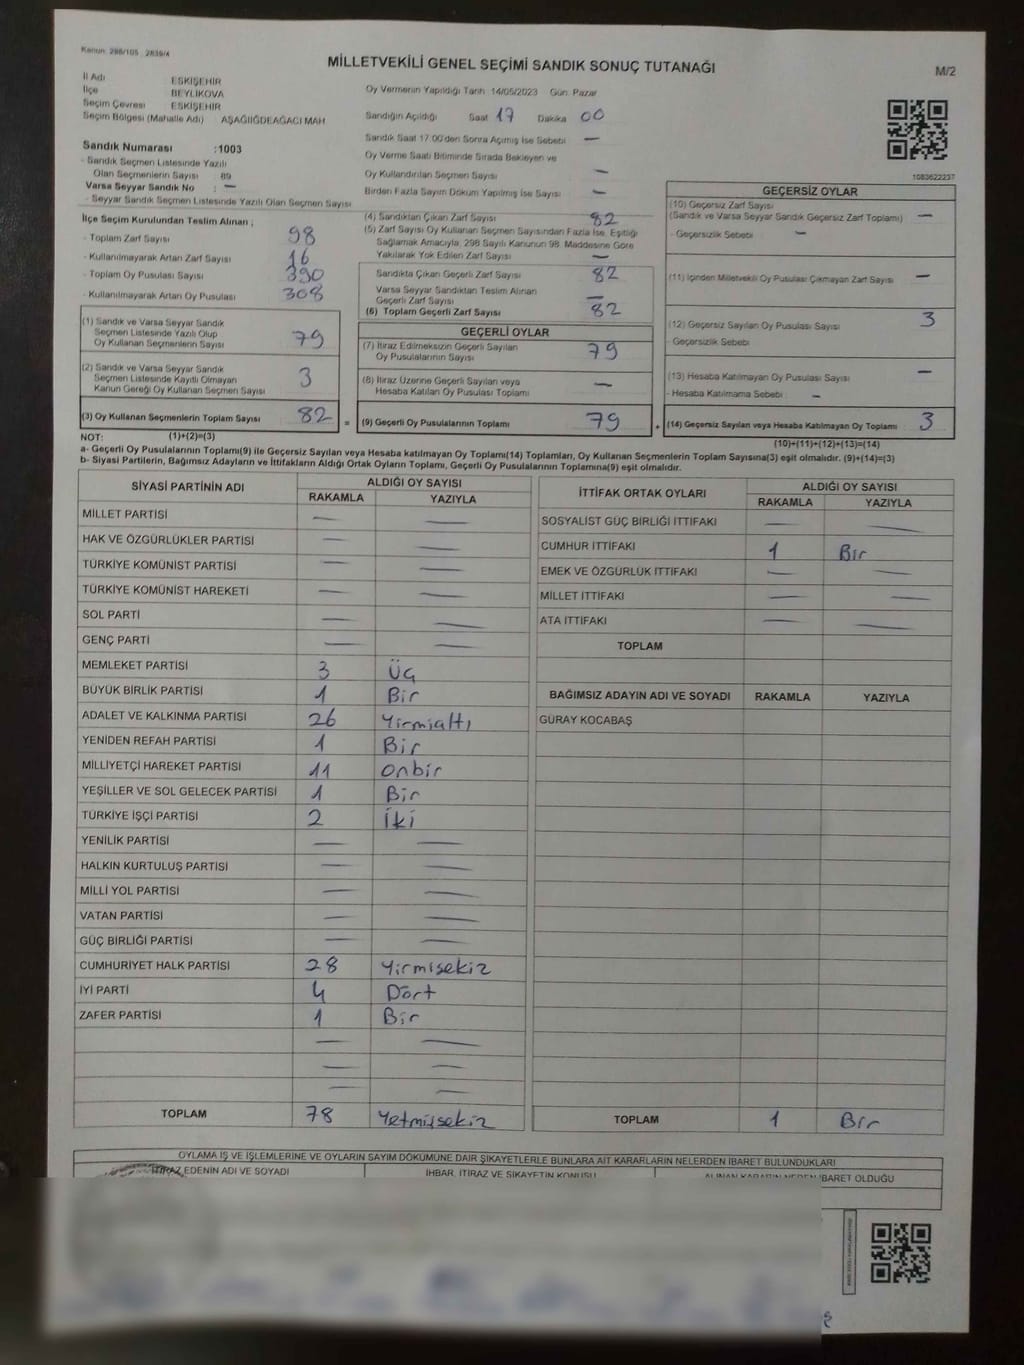 Kanun: 298/105 , 2839/4
MİLLETVEKİLİ GENEL SEÇİMİ SANDIK SONUÇ TUTANAĞI
M/2
İl Adı ESKİŞEHİR
İlçe BEYLİKOVA
Seçim Çevresi ESKİŞEHİR
Seçim Bölgesi (Mahalle Adı) AŞAĞIİĞDEAĞACI MAH
Oy Vermenin Yapıldığı Tarih 14/05/2023 Gün: Pazar
Sandığın Açıldığı Saat 17 Dakika 00
Sandık Saat 17.00'den Sonra Açmış İse Sebebi —
Oy Verme Saati Bitiminde Sırada Bekleyen ve
Oy Kullandırılan Seçmen Sayısı —
Birden Fazla Sayım Döküm Yapılmış İse Sayısı —
1083622237
Sandık Numarası :1003
- Sandık Seçmen Listesinde Yazılı
Olan Seçmenlerin Sayısı 89
Varsa Seyyar Sandık No : —
- Seyyar Sandık Seçmen Listesinde Yazılı Olan Seçmen Sayısı
İlçe Seçim Kurulundan Teslim Alınan ;
- Toplam Zarf Sayısı 98
- Kullanılmayarak Artan Zarf Sayısı 16
- Toplam Oy Pusulası Sayısı 390
- Kullanılmayarak Artan Oy Pusulası 308
(1) Sandık ve Varsa Seyyar Sandık
Seçmen Listesinde Yazılı Olup
Oy Kullanan Seçmenlerin Sayısı 79
(2) Sandık ve Varsa Seyyar Sandık
Seçmen Listesinde Kayıtlı Olmayan
Kanun Gereği Oy Kullanan Seçmen Sayısı 3
(3) Oy Kullanan Seçmenlerin Toplam Sayısı 82
(4) Sandıktan Çıkan Zarf Sayısı 82
(5) Zarf Sayısı Oy Kullanan Seçmen Sayısından Fazla İse, Eşitliği
Sağlamak Amacıyla, 298 Sayılı Kanunun 98. Maddesine Göre
Yakılarak Yok Edilen Zarf Sayısı —
Sandıkta Çıkan Geçerli Zarf Sayısı 82
Varsa Seyyar Sandıktan Teslim Alınan
Geçerli Zarf Sayısı —
(6) Toplam Geçerli Zarf Sayısı 82
GEÇERLİ OYLAR
(7) İtiraz Edilmeksizin Geçerli Sayılan
Oy Pusulalarının Sayısı 79
(8) İtiraz Üzerine Geçerli Sayılan veya
Hesaba Katılan Oy Pusulası Toplamı —
= (9) Geçerli Oy Pusulalarının Toplamı 79
GEÇERSİZ OYLAR
(10) Geçersiz Zarf Sayısı
(Sandık ve Varsa Seyyar Sandık Geçersiz Zarf Toplamı) —
- Geçersizlik Sebebi —
(11) İçinden Milletvekili Oy Pusulası Çıkmayan Zarf Sayısı —
(12) Geçersiz Sayılan Oy Pusulası Sayısı 3
- Geçersizlik Sebebi
(13) Hesaba Katılmayan Oy Pusulası Sayısı —
- Hesaba Katılmama Sebebi —
+ (14) Geçersiz Sayılan veya Hesaba Katılmayan Oy Toplamı 3
NOT: (1)+(2)=(3)
(10)+(11)+(12)+(13)=(14)
a- Geçerli Oy Pusulalarının Toplamı(9) ile Geçersiz Sayılan veya Hesaba Katılmayan Oy Toplamı(14) Toplamları, Oy Kullanan Seçmenlerin Toplam Sayısına(3) eşit olmalıdır. (9)+(14)=(3)
b- Siyasi Partilerin, Bağımsız Adayların ve İttifakların Aldığı Ortak Oyların Toplamı, Geçerli Oy Pusulalarının Toplamına(9) eşit olmalıdır.
SİYASİ PARTİNİN ADI ALDIĞI OY SAYISI
RAKAMLA YAZIYLA
MİLLET PARTİSİ — —
HAK VE ÖZGÜRLÜKLER PARTİSİ — —
TÜRKİYE KOMÜNİST PARTİSİ — —
TÜRKİYE KOMÜNİST HAREKETİ — —
SOL PARTİ — —
GENÇ PARTİ — —
MEMLEKET PARTİSİ 3 Üç
BÜYÜK BİRLİK PARTİSİ 1 Bir
ADALET VE KALKINMA PARTİSİ 26 Yirmialtı
YENİDEN REFAH PARTİSİ 1 Bir
MİLLİYETÇİ HAREKET PARTİSİ 11 Onbir
YEŞİLLER VE SOL GELECEK PARTİSİ 1 Bir
TÜRKİYE İŞÇİ PARTİSİ 2 İki
YENİLİK PARTİSİ — —
HALKIN KURTULUŞ PARTİSİ — —
MİLLİ YOL PARTİSİ — —
VATAN PARTİSİ — —
GÜÇ BİRLİĞİ PARTİSİ — —
CUMHURİYET HALK PARTİSİ 28 Yirmisekiz
İYİ PARTİ 4 Dört
ZAFER PARTİSİ 1 Bir
— —
— —
— —
TOPLAM 78 Yetmişsekiz
İTTİFAK ORTAK OYLARI ALDIĞI OY SAYISI
RAKAMLA YAZIYLA
SOSYALİST GÜÇ BİRLİĞİ İTTİFAKI — —
CUMHUR İTTİFAKI 1 Bir
EMEK VE ÖZGÜRLÜK İTTİFAKI — —
MİLLET İTTİFAKI — —
ATA İTTİFAKI — —
TOPLAM
BAĞIMSIZ ADAYIN ADI VE SOYADI RAKAMLA YAZIYLA
GÜRAY KOCABAŞ
TOPLAM 1 Bir
OYLAMA İŞ VE İŞLEMLERİNE VE OYLARIN SAYIM DÖKÜMÜNE DAİR ŞİKAYETLERLE BUNLARA AİT KARARLARIN NELERDEN İBARET BULUNDUKLARI
İTİRAZ EDENİN ADI VE SOYADI İHBAR, İTİRAZ VE ŞİKAYETİN KONUSU ALINAN KARARIN NEDEN İBARET OLDUĞU